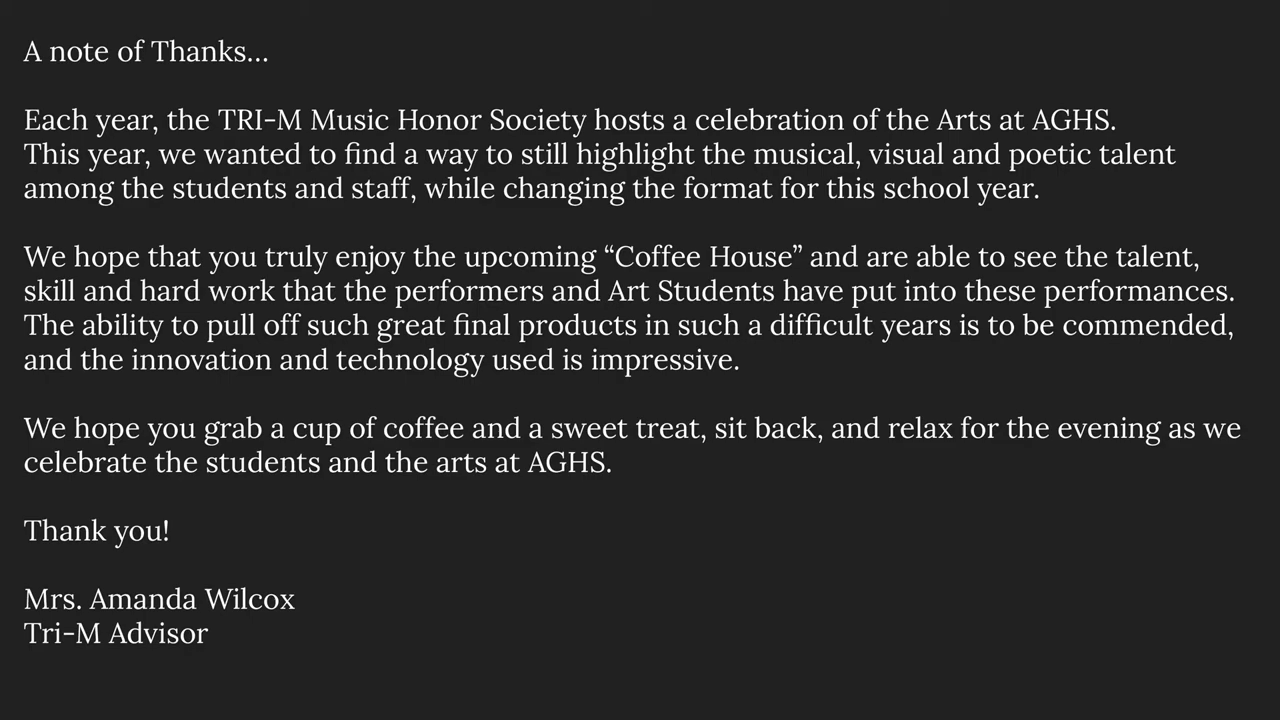 A note of Thanks...
Each year, the TRI-M Music Honor Society hosts a celebration of the Arts at AGHS.
This year, we wanted to find a way to still highlight the musical, visual and poetic talent
among the students and staff, while changing the format for this school year.
We hope that you truly enjoy the upcoming “Coffee House” and are able to see the talent,
skill and hard work that the performers and Art Students have put into these performances.
The ability to pull off such great final products in such a difficult years is to be commended,
and the innovation and technology used is impressive.
We hope you grab a cup of coffee and a sweet treat, sit back, and relax for the evening as we
celebrate the students and the arts at AGHS.
Thank you!
Mrs. Amanda Wilcox
Tri-M Advisor